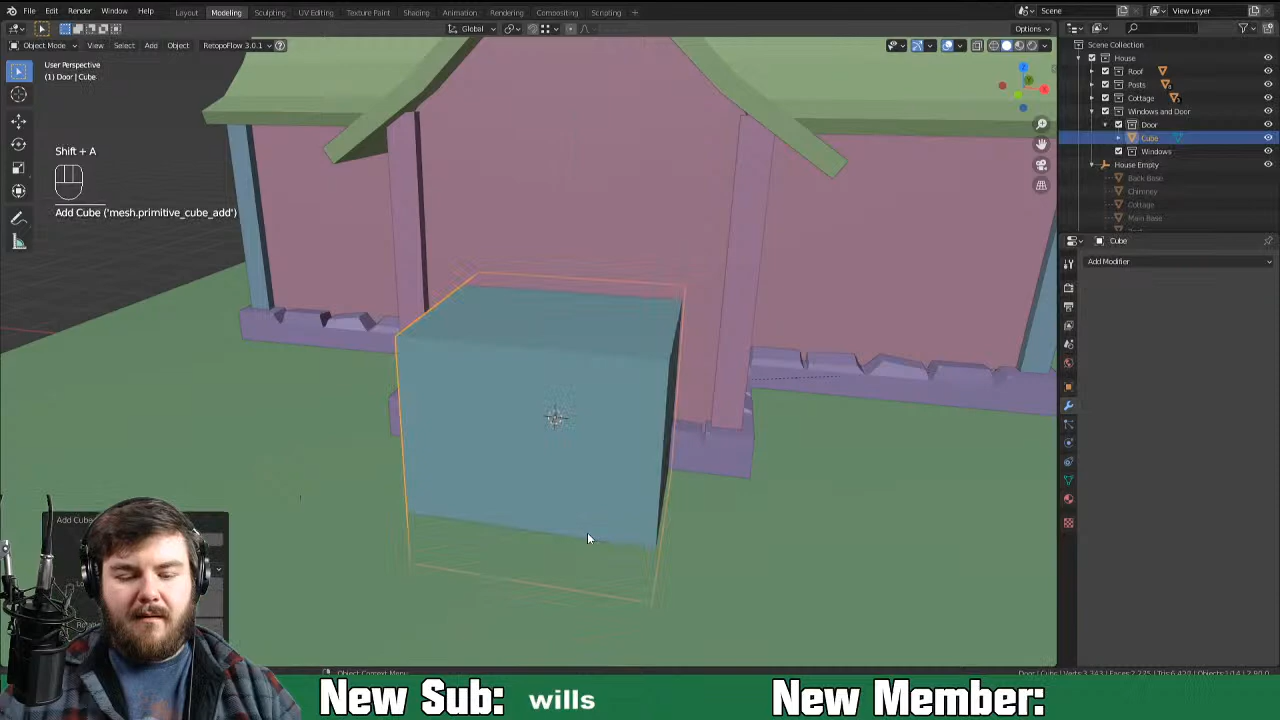 File Edit Render Window Help Layout Modeling Sculpting UV Editing Texture Paint Shading Animation Rendering Compositing Scripting + Scene View Layer
Global Options
Object Mode View Select Add Object RetopoFlow 3.0.1
User Perspective
(1) Door | Cube
Shift + A
Add Cube ('mesh.primitive_cube_add')
Scene Collection
House
Roof
Posts
Cottage
Windows and Door
Door
Cube
Windows
House Empty
Back Base
Chimney
Cottage
Main Base
Cube
Add Modifier
Add Cube
Object Context Menu
New Sub: wills New Member: